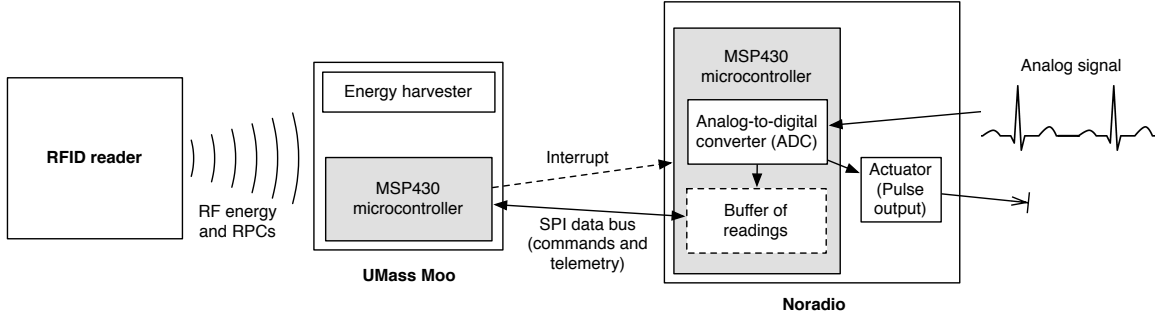 RFID reader
RF energy
and RPCs
Energy harvester
MSP430
microcontroller
UMass Moo
Interrupt
SPI data bus
(commands and
telemetry)
MSP430
microcontroller
Analog-to-digital
converter (ADC)
Buffer of
readings
Actuator
(Pulse
output)
Noradio
Analog signal